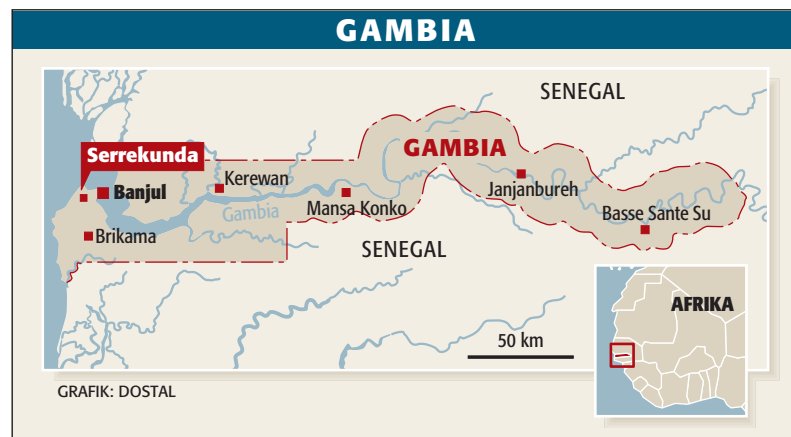 GAMBIA
SENEGAL
Serrekunda
GAMBIA
Banjul
Kerewan
Janjanbureh
Gambia
Mansa Konko
Basse Sante Su
Brikama
SENEGAL
AFRIKA
50 km
GRAFIK: DOSTAL